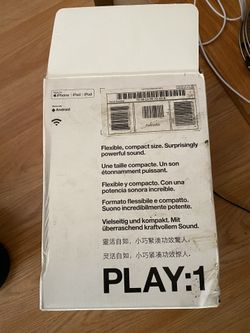 iPhone | iPad | iPod
Android
Flexible, compact size. Surprisingly
powerful sound.
Une taille compacte. Un son
étonnamment puissant.
Flexible y compacto. Con una
potencia sonora increíble.
Formato flessibile e compatto.
Suono incredibilmente potente.
Vielseitig und kompakt. Mit
überraschend kraftvollem Sound.
靈活自如,小巧緊湊功效驚人。
灵活自如,小巧紧凑功效惊人。
PLAY:1